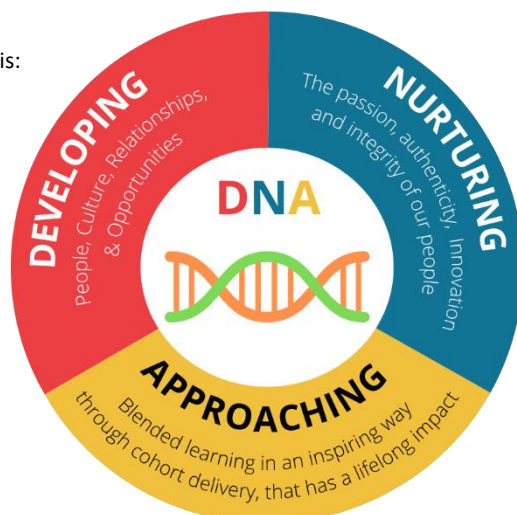 is:
DEVELOPING
People, Culture, Relationships,
& Opportunities
NURTURING
The passion, authenticity, Innovation
and integrity of our people
DNA
APPROACHING
Blended learning in an inspiring way
through cohort delivery, that has a lifelong impact